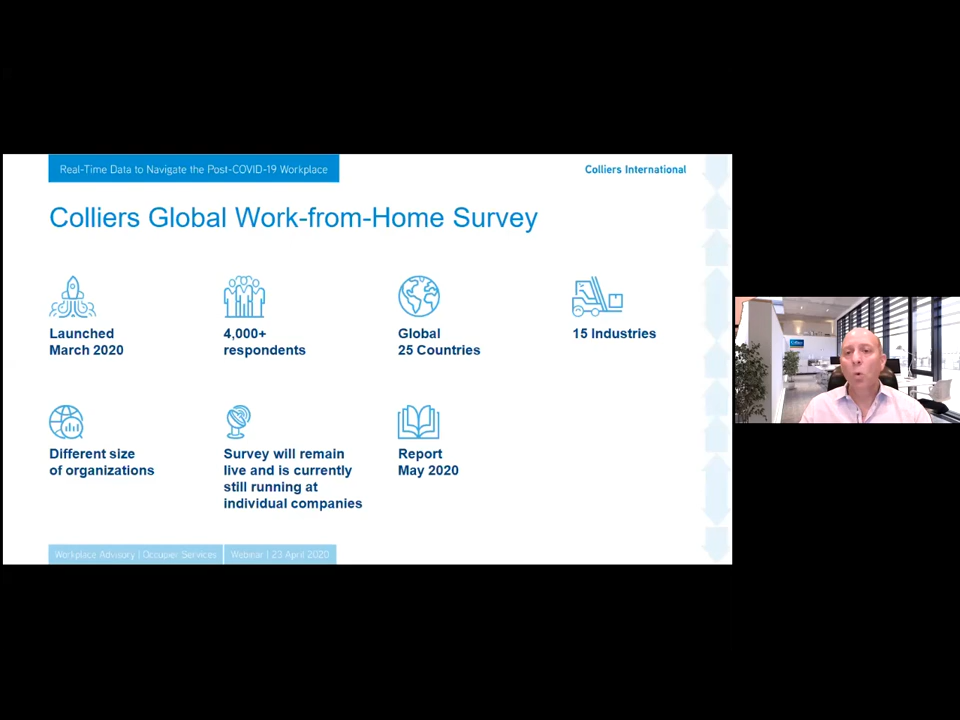 Real-Time Data to Navigate the Post-COVID-19 Workplace
Colliers International
Colliers Global Work-from-Home Survey
Launched
March 2020
4,000+
respondents
Global
25 Countries
15 Industries
Different size
of organizations
Survey will remain
live and is currently
still running at
individual companies
Report
May 2020
Workplace Advisory | Occupier Services
Webinar | 23 April 2020